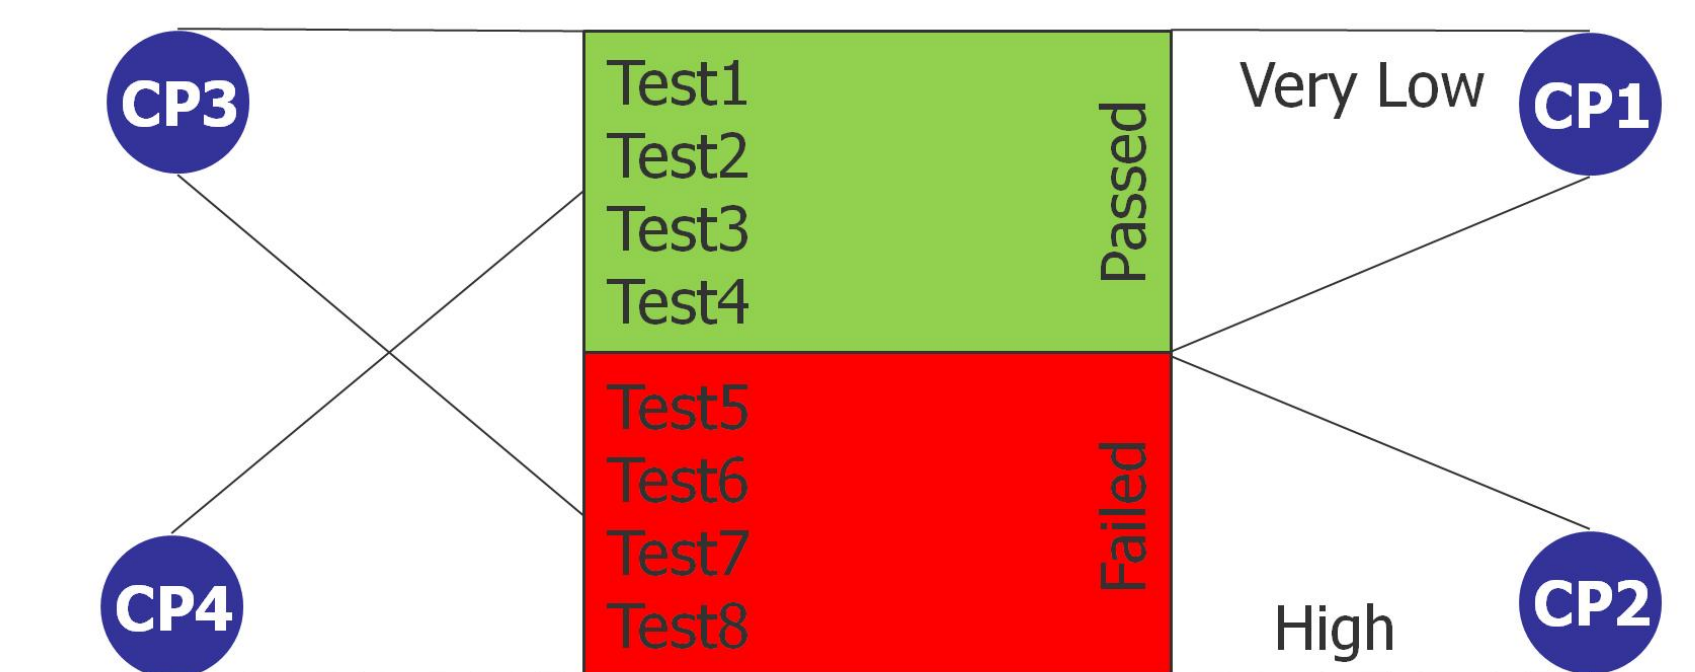 CP3
Test1
Test2
Test3
Test4
Passed
Very Low
CP1
Test5
Test6
Test7
Test8
Failed
CP4
High
CP2